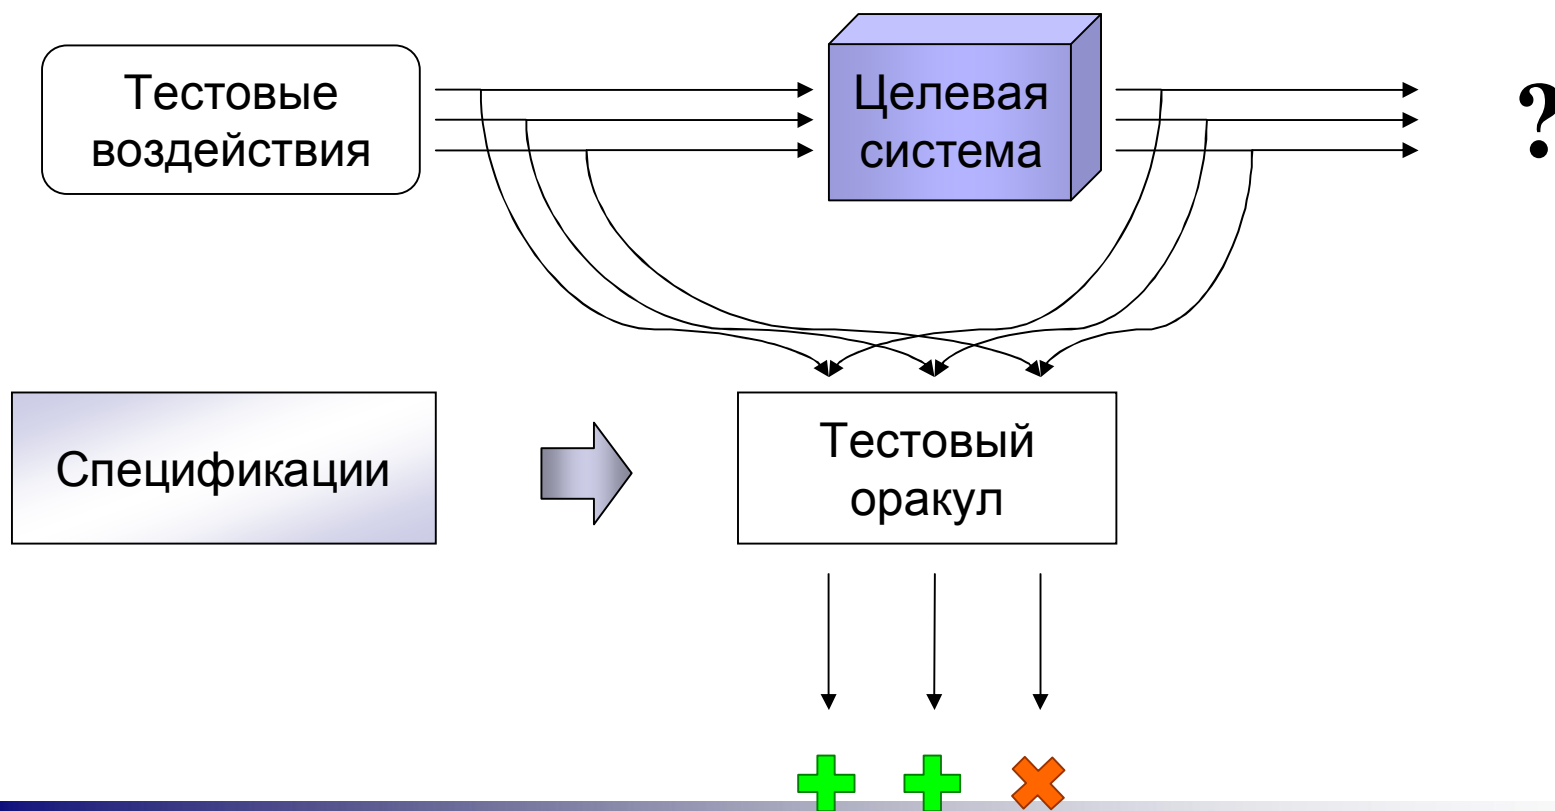 Тестовые
воздействия
Целевая
система
?
Спецификации
Тестовый
оракул